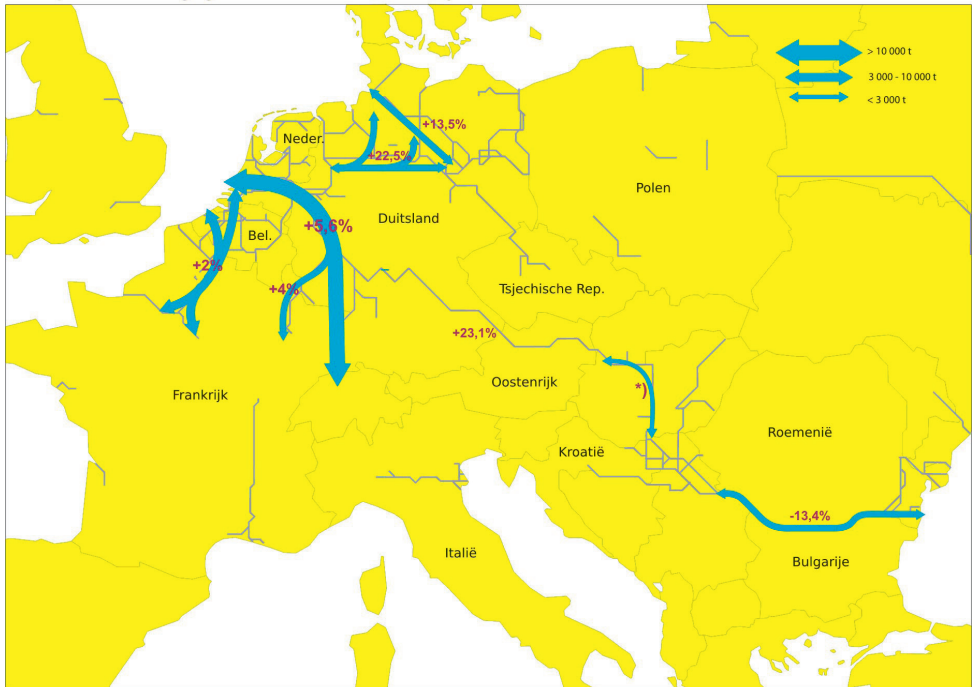 > 10 000 t
3 000 - 10 000 t
< 3 000 t
+13,5%
Neder.
+22,5%
Polen
Duitsland
+5,6%
Bel.
+2%
+4%
Tsjechische Rep.
+23,1%
Oostenrijk
*)
Frankrijk
Roemenië
Kroatië
-13,4%
Italië
Bulgarije